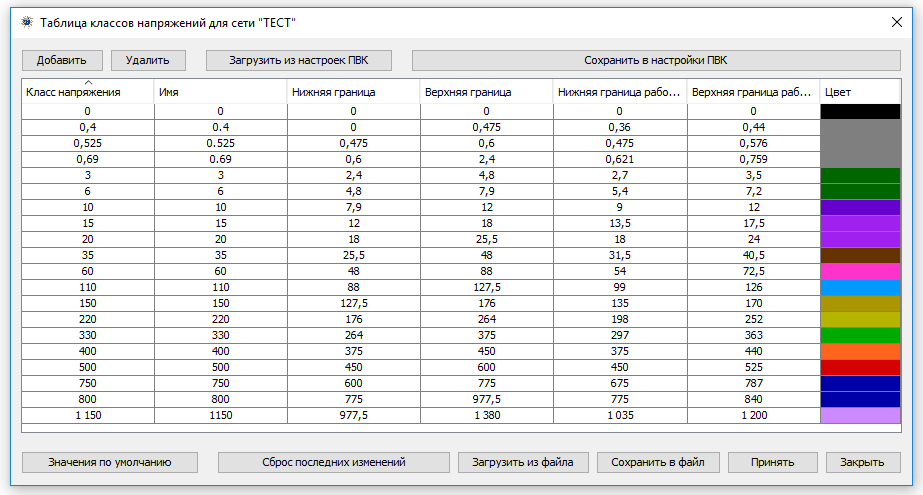 Таблица классов напряжений для сети "ТЕСТ"
Добавить Удалить Загрузить из настроек ПВК Сохранить в настройки ПВК
Класс напряжения Имя Нижняя граница Верхняя граница Нижняя граница рабо... Верхняя граница раб... Цвет
0 0 0 0 0 0
0,4 0.4 0 0,475 0,36 0,44
0,525 0.525 0,475 0,6 0,475 0,576
0,69 0.69 0,6 2,4 0,621 0,759
3 3 2,4 4,8 2,7 3,5
6 6 4,8 7,9 5,4 7,2
10 10 7,9 12 9 12
15 15 12 18 13,5 17,5
20 20 18 25,5 18 24
35 35 25,5 48 31,5 40,5
60 60 48 88 54 72,5
110 110 88 127,5 99 126
150 150 127,5 176 135 170
220 220 176 264 198 252
330 330 264 375 297 363
400 400 375 450 375 440
500 500 450 600 450 525
750 750 600 775 675 787
800 800 775 977,5 775 840
1 150 1150 977,5 1 380 1 035 1 200
Значения по умолчанию Сброс последних изменений Загрузить из файла Сохранить в файл Принять Закрыть